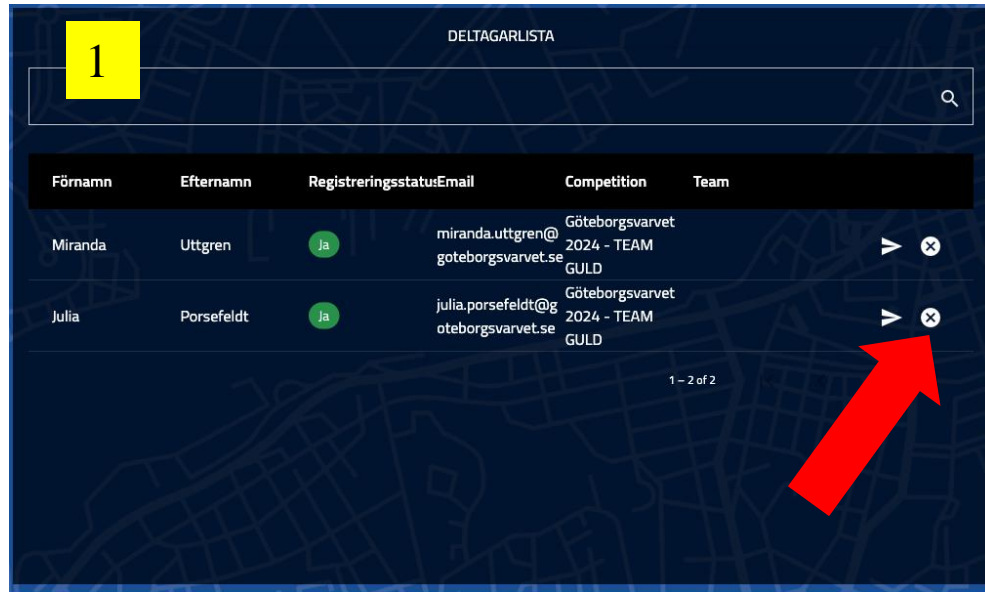 1
DELTAGARLISTA
Förnamn Efternamn Registreringsstatus Email Competition Team
Miranda Uttgren Ja miranda.uttgren@ Göteborgsvarvet
goteborgsvarvet.se 2024 - TEAM
GULD
Julia Porsefeldt Ja julia.porsefeldt@g Göteborgsvarvet
oteborgsvarvet.se 2024 - TEAM
GULD
1 – 2 of 2